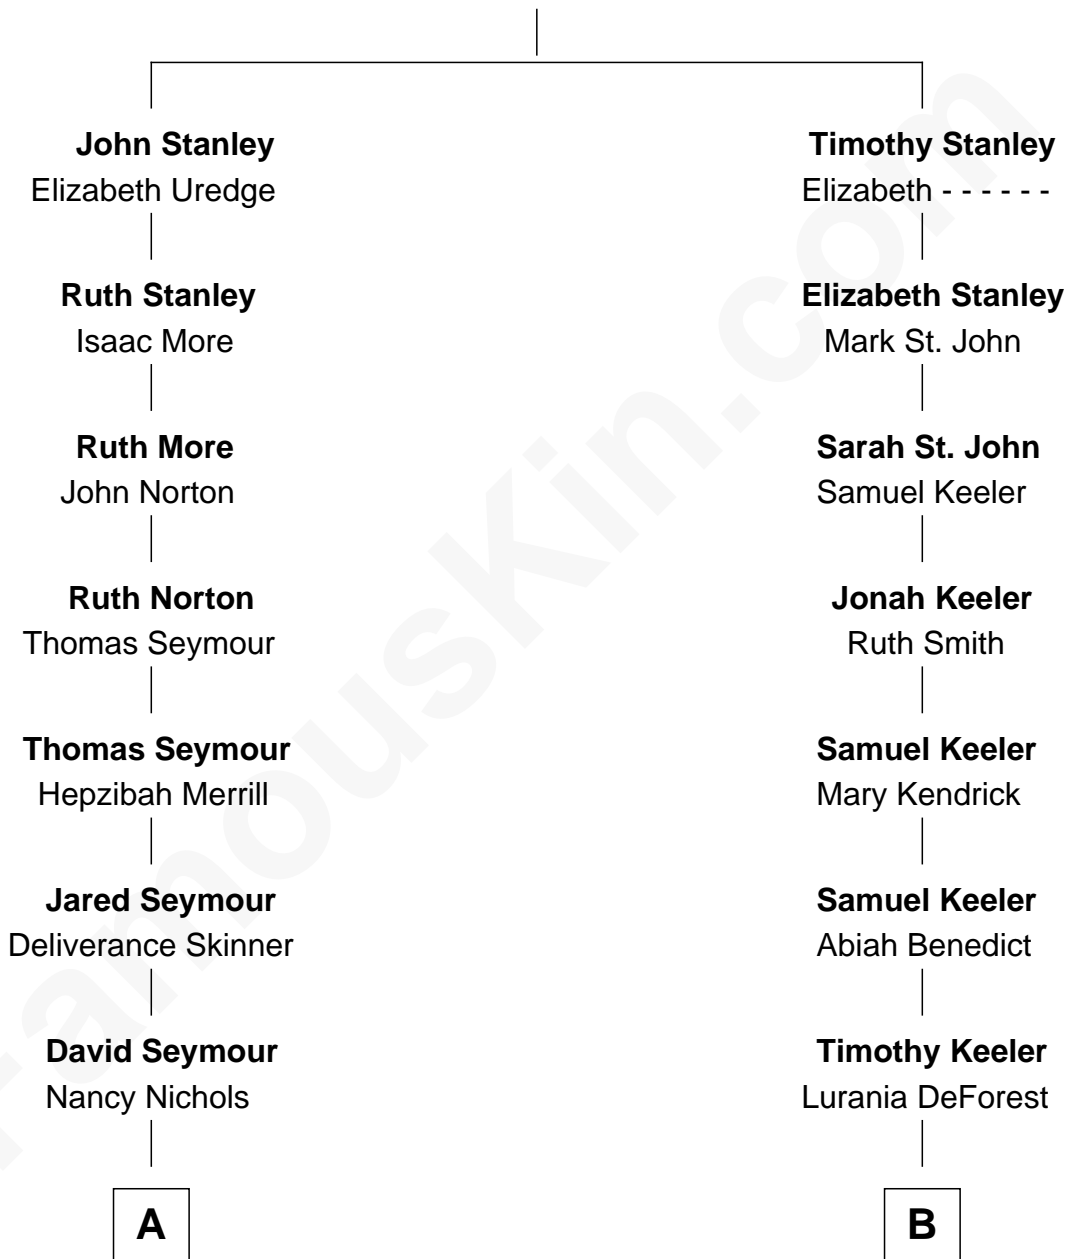 John Stanley
Elizabeth Uredge
Ruth Stanley
Isaac More
Ruth More
John Norton
Ruth Norton
Thomas Seymour
Thomas Seymour
Hepzibah Merrill
Jared Seymour
Deliverance Skinner
David Seymour
Nancy Nichols
A
Timothy Stanley
Elizabeth - - - - - -
Elizabeth Stanley
Mark St. John
Sarah St. John
Samuel Keeler
Jonah Keeler
Ruth Smith
Samuel Keeler
Mary Kendrick
Samuel Keeler
Abiah Benedict
Timothy Keeler
Lurania DeForest
B
FamousKin.com